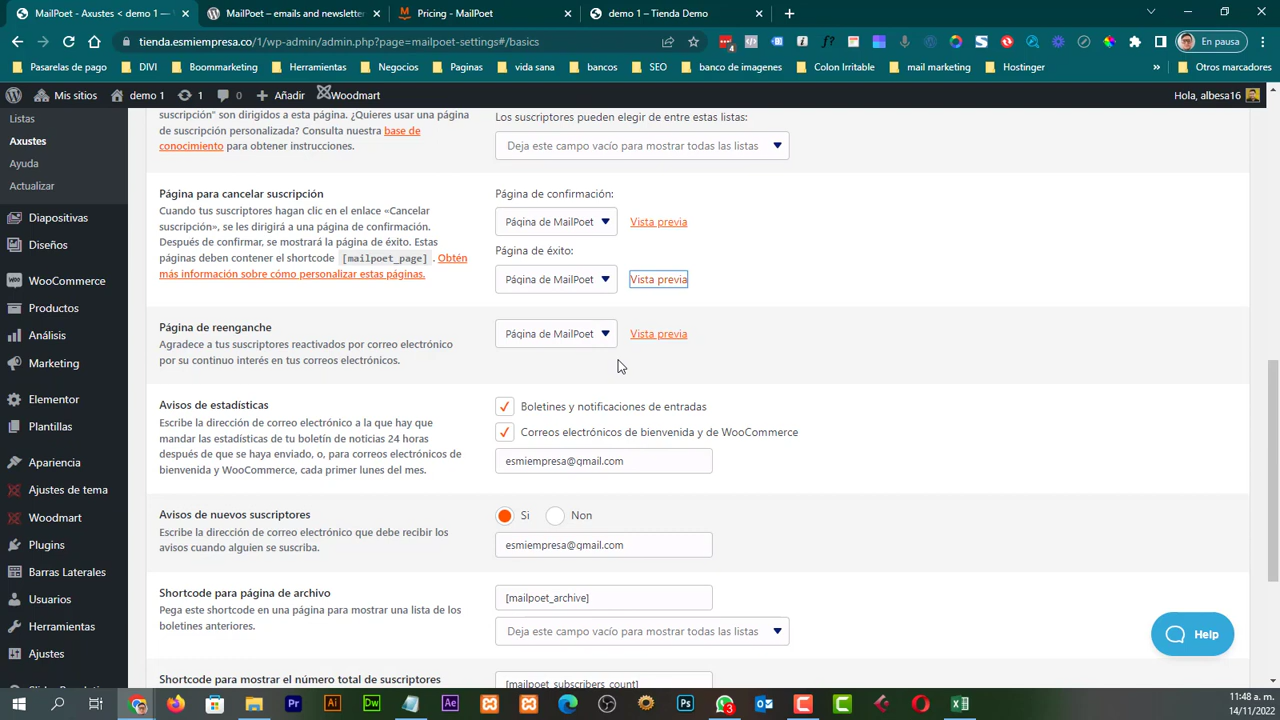 MailPoet - Axustes < demo 1 —
MailPoet – emails and newsletter
Pricing - MailPoet
demo 1 – Tienda Demo
tienda.esmiempresa.co/1/wp-admin/admin.php?page=mailpoet-settings#/basics
En pausa
Pasarelas de pago
DIVI
Boommarketing
Herramientas
Negocios
Paginas
vida sana
bancos
SEO
banco de imagenes
Colon Irritable
mail marketing
Hostinger
»
Otros marcadores
Mis sitios
demo 1
1
0
Añadir
Woodmart
Hola, albesa16
Listas
Axustes
Ayuda
Actualizar
Diapositivas
Diseños
WooCommerce
Productos
Análisis
Marketing
Elementor
Plantillas
Apariencia
Ajustes de tema
Woodmart
Plugins
Barras Laterales
Usuarios
Herramientas
Ajustes
suscripción" son dirigidos a esta página. ¿Quieres usar una página
de suscripción personalizada? Consulta nuestra base de
conocimiento para obtener instrucciones.
Los suscriptores pueden elegir de entre estas listas:
Deja este campo vacío para mostrar todas las listas
Página para cancelar suscripción
Cuando tus suscriptores hagan clic en el enlace «Cancelar
suscripción», se les dirigirá a una página de confirmación.
Después de confirmar, se mostrará la página de éxito. Estas
páginas deben contener el shortcode [mailpoet_page] . Obtén
más información sobre cómo personalizar estas páginas.
Página de confirmación:
Página de MailPoet
Vista previa
Página de éxito:
Página de MailPoet
Vista previa
Página de reenganche
Agradece a tus suscriptores reactivados por correo electrónico
por su continuo interés en tus correos electrónicos.
Página de MailPoet
Vista previa
Avisos de estadísticas
Escribe la dirección de correo electrónico a la que hay que
mandar las estadísticas de tu boletín de noticias 24 horas
después de que se haya enviado, o, para correos electrónicos de
bienvenida y WooCommerce, cada primer lunes del mes.
Boletines y notificaciones de entradas
Correos electrónicos de bienvenida y de WooCommerce
esmiempresa@gmail.com
Avisos de nuevos suscriptores
Escribe la dirección de correo electrónico que debe recibir los
avisos cuando alguien se suscriba.
Si
Non
esmiempresa@gmail.com
Shortcode para página de archivo
Pega este shortcode en una página para mostrar una lista de los
boletines anteriores.
[mailpoet_archive]
Deja este campo vacío para mostrar todas las listas
Shortcode para mostrar el número total de suscriptores
[mailpoet_subscribers_count]
Help
Pr
Ai
Dw
Ae
Ps
3
11:48 a. m.
14/11/2022